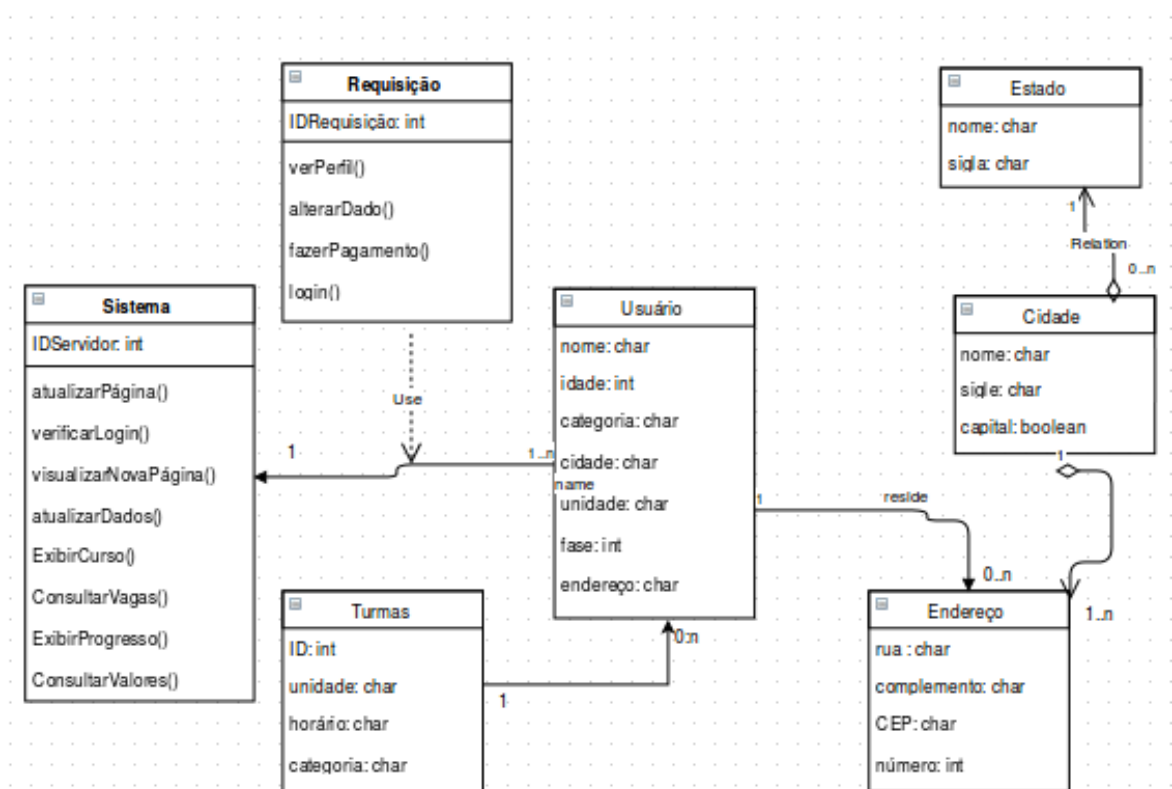 Requisição
IDRequisição: int
verPerfil()
alterarDado()
fazerPagamento()
login()
Estado
nome: char
sigla: char
1
Relation
0..n
Cidade
nome: char
sigle: char
capital: boolean
1
Sistema
IDServidor: int
atualizarPágina()
verificarLogin()
visualizarNovaPágina()
atualizarDados()
ExibirCurso()
ConsultarVagas()
ExibirProgresso()
ConsultarValores()
Use
1
1..n
Usuário
nome: char
idade: int
categoria: char
cidade: char
name
unidade: char
fase: int
endereço: char
1
reside
0..n
1..n
Turmas
ID: int
unidade: char
horário: char
categoria: char
1
0:n
Endereço
rua : char
complemento: char
CEP: char
número: int